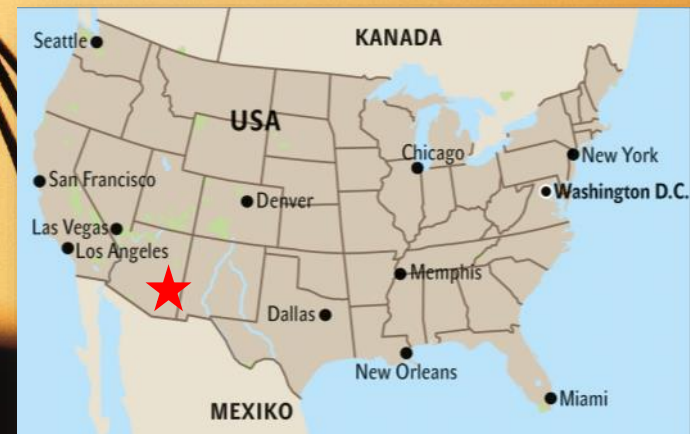 Seattle
KANADA
USA
Chicago
New York
San Francisco
Denver
Washington D.C.
Las Vegas
Los Angeles
Memphis
Dallas
New Orleans
Miami
MEXIKO